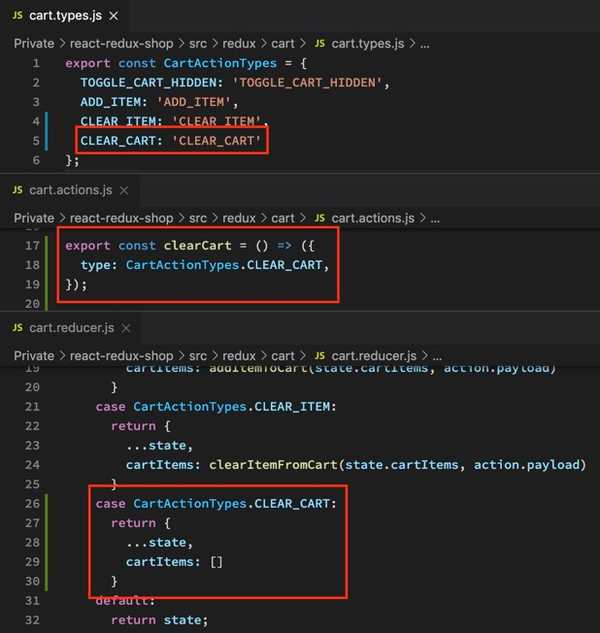 JS cart.types.js ×
Private > react-redux-shop > src > redux > cart > JS cart.types.js > ...
1 export const CartActionTypes = {
2 TOGGLE_CART_HIDDEN: 'TOGGLE_CART_HIDDEN',
3 ADD_ITEM: 'ADD_ITEM',
4 CLEAR_ITEM: 'CLEAR_ITEM',
5 CLEAR_CART: 'CLEAR_CART'
6 };
JS cart.actions.js ×
Private > react-redux-shop > src > redux > cart > JS cart.actions.js > ...
17 export const clearCart = () => ({
18 type: CartActionTypes.CLEAR_CART,
19 });
20
JS cart.reducer.js ×
Private > react-redux-shop > src > redux > cart > JS cart.reducer.js > ...
19 cartItems: addItemToCart(state.cartItems, action.payload)
20 }
21 case CartActionTypes.CLEAR_ITEM:
22 return {
23 ...state,
24 cartItems: clearItemFromCart(state.cartItems, action.payload)
25 }
26 case CartActionTypes.CLEAR_CART:
27 return {
28 ...state,
29 cartItems: []
30 }
31 default:
32 return state;